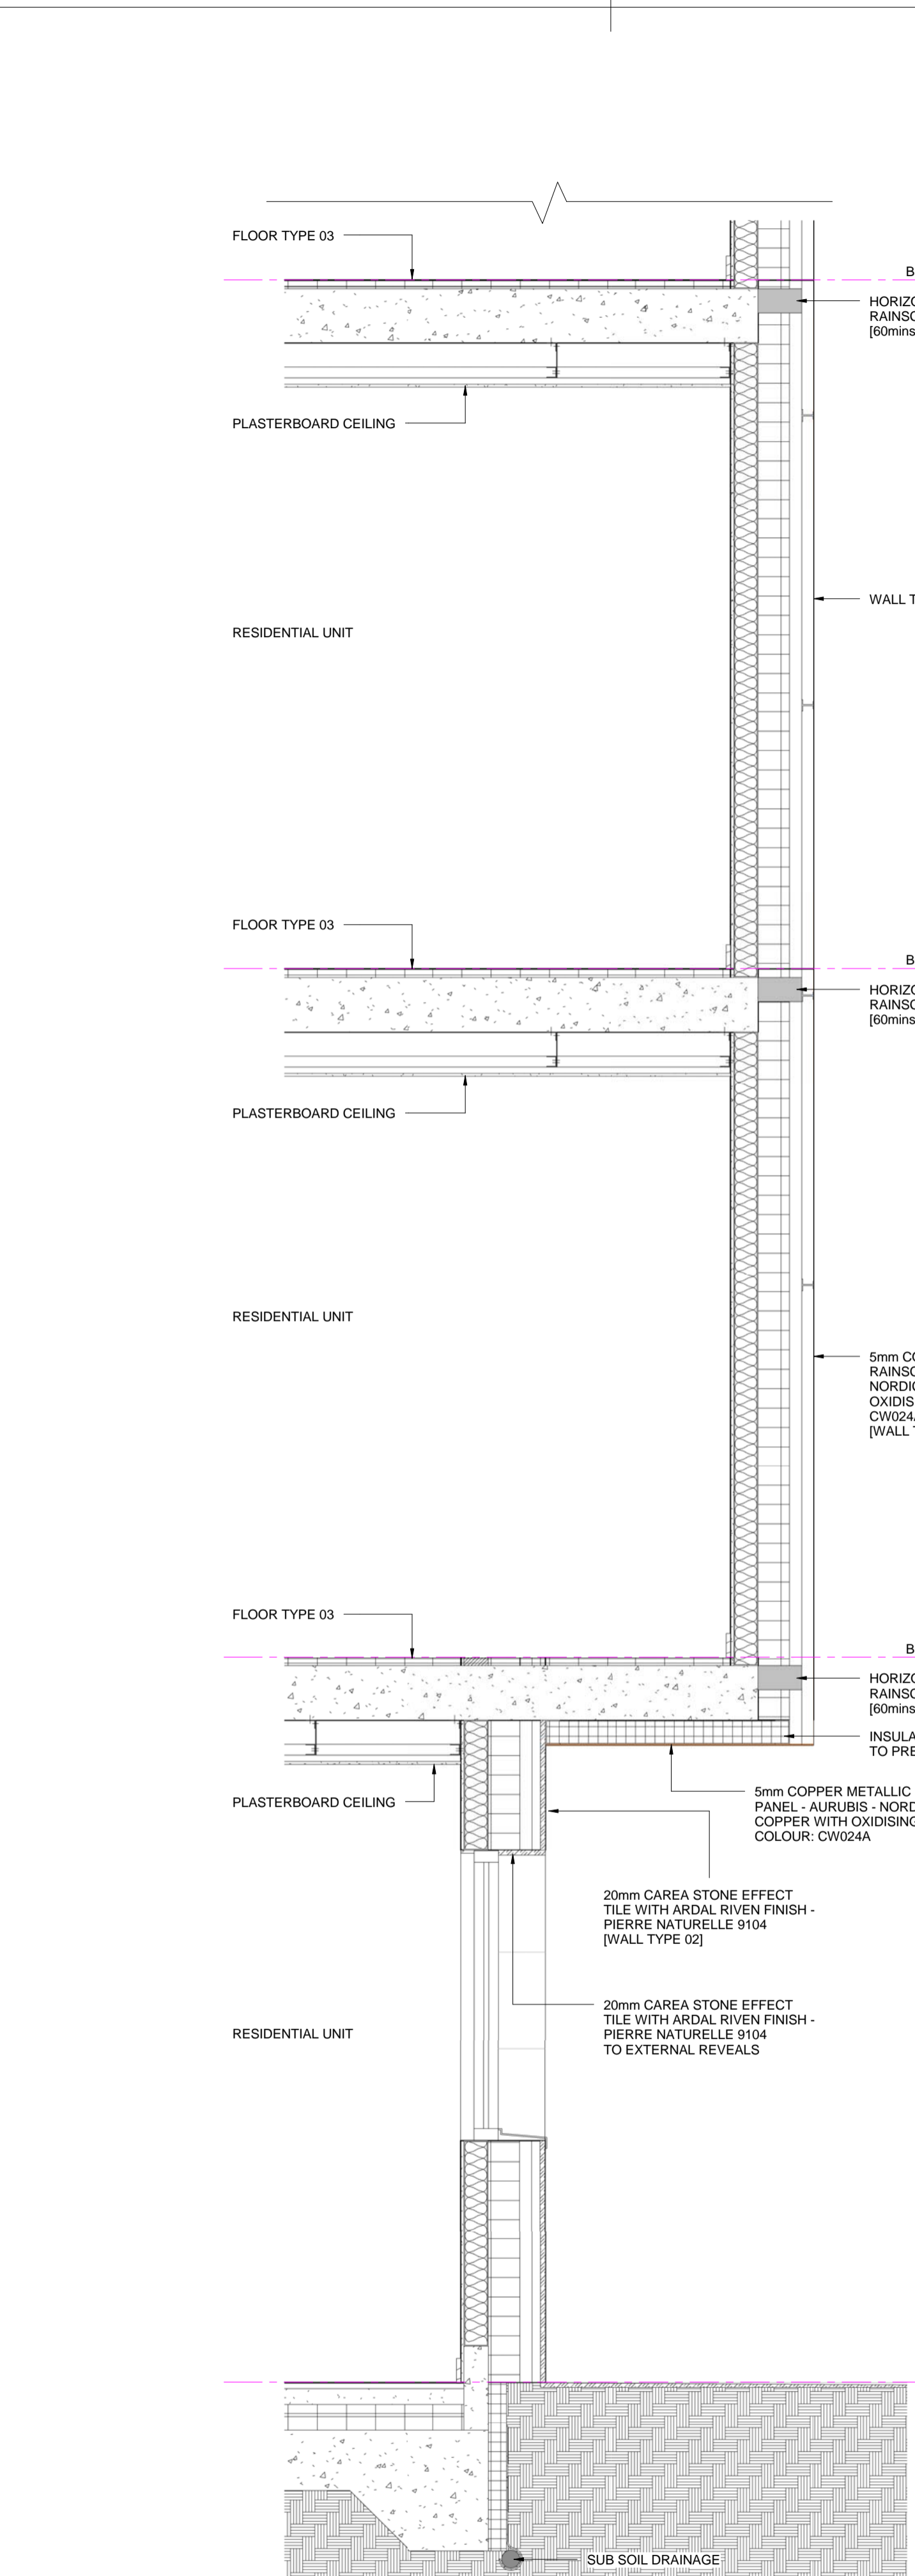 FLOOR TYPE 03
B
HORIZO
RAINSC
[60mins
PLASTERBOARD CEILING
WALL T
RESIDENTIAL UNIT
FLOOR TYPE 03
B
HORIZO
RAINSC
[60mins
PLASTERBOARD CEILING
RESIDENTIAL UNIT
5mm CO
RAINSC
NORDIC
OXIDIS
CW024A
[WALL T
FLOOR TYPE 03
B
HORIZO
RAINSC
[60mins
INSULA
TO PRE
PLASTERBOARD CEILING
5mm COPPER METALLIC
PANEL - AURUBIS - NORD
COPPER WITH OXIDISING
COLOUR: CW024A
20mm CAREA STONE EFFECT
TILE WITH ARDAL RIVEN FINISH -
PIERRE NATURELLE 9104
[WALL TYPE 02]
20mm CAREA STONE EFFECT
TILE WITH ARDAL RIVEN FINISH -
PIERRE NATURELLE 9104
TO EXTERNAL REVEALS
RESIDENTIAL UNIT
SUB SOIL DRAINAGE